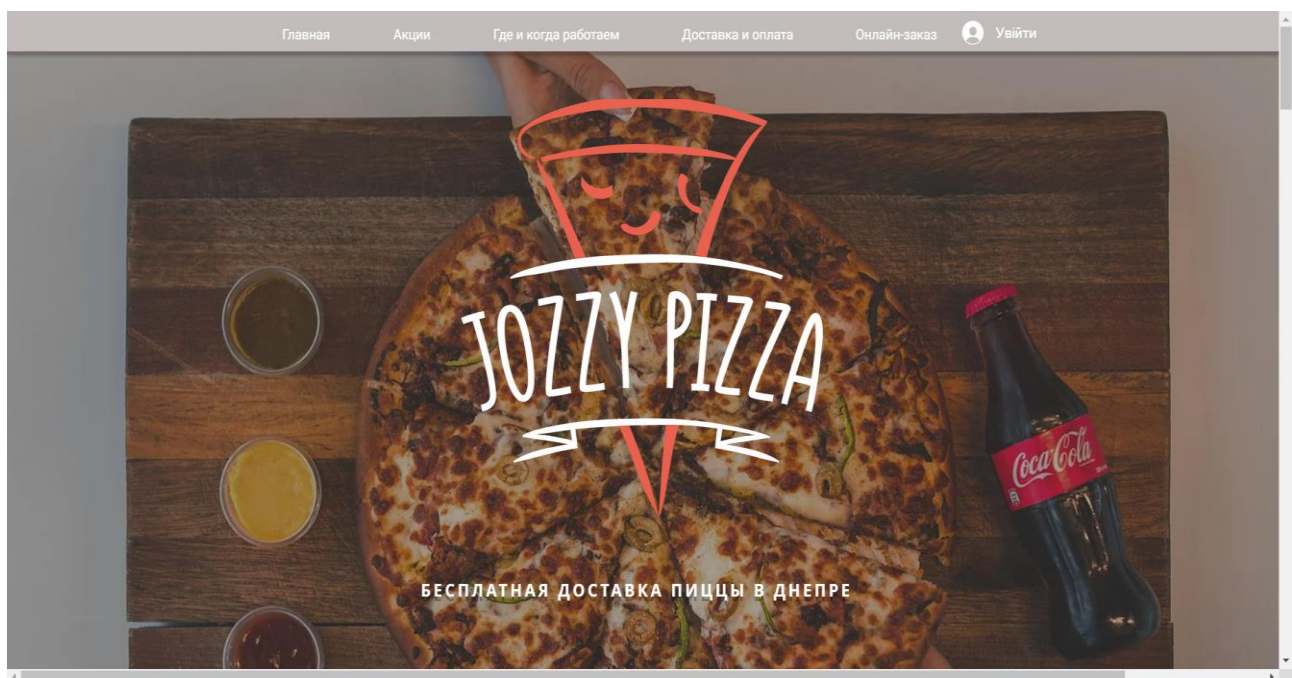 Главная Акции Где и когда работаем Доставка и оплата Онлайн-заказ Увійти
JOZZY PIZZA
Coca-Cola
БЕСПЛАТНАЯ ДОСТАВКА ПИЦЦЫ В ДНЕПРЕ